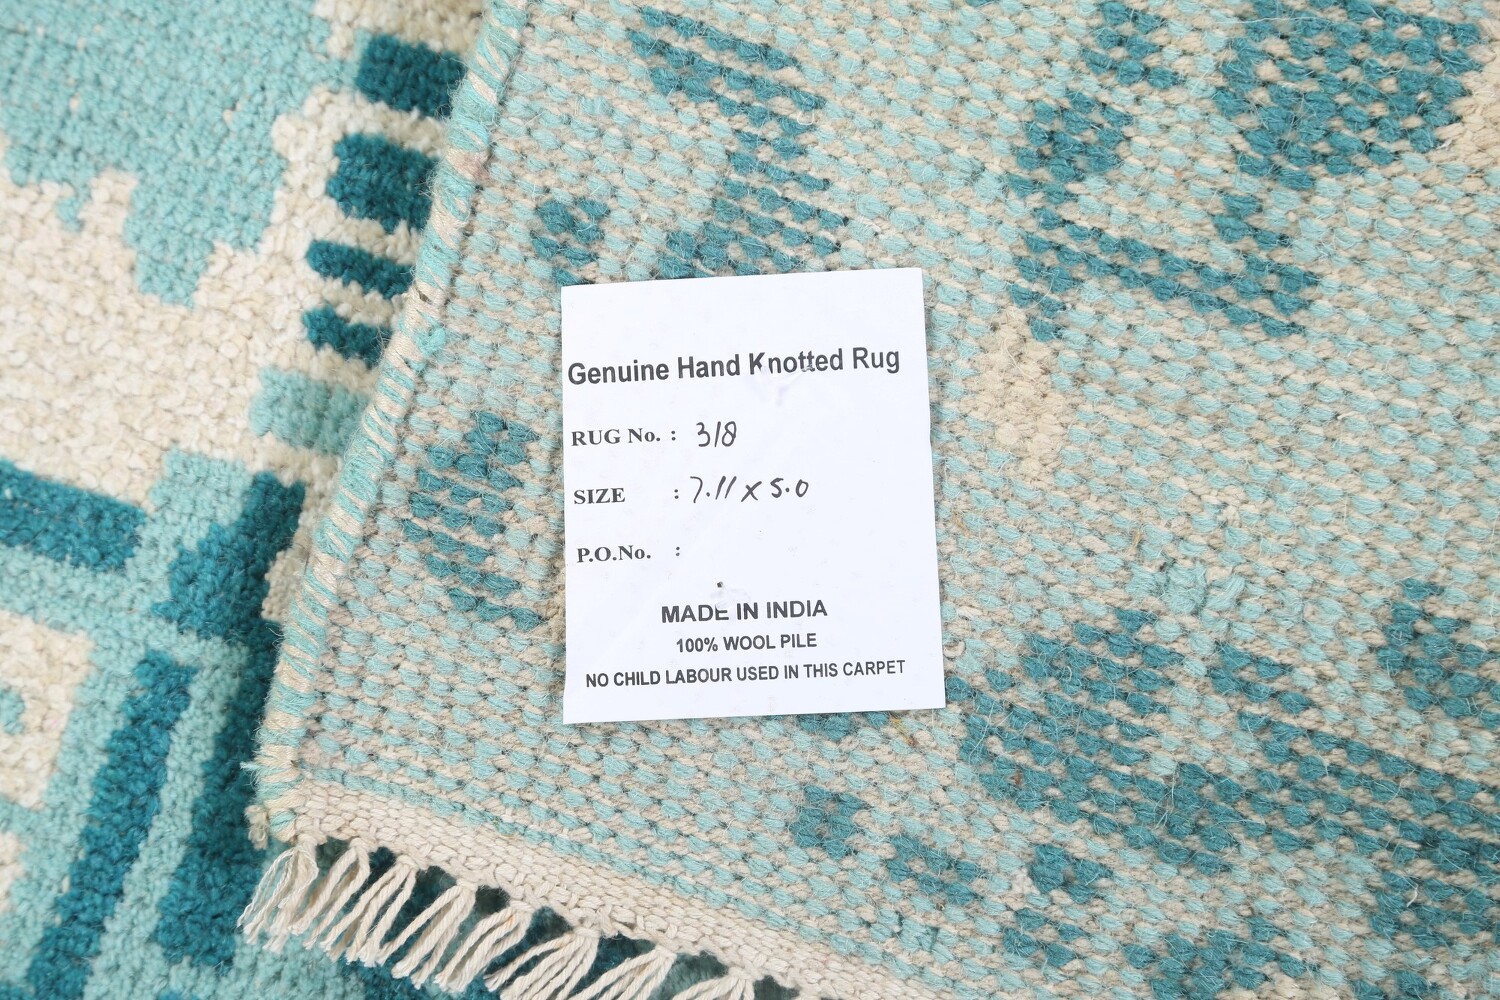 Genuine Hand Knotted Rug
RUG No. : 318
SIZE : 7.11 x 5.0
P.O.No. :
MADE IN INDIA
100% WOOL PILE
NO CHILD LABOUR USED IN THIS CARPET